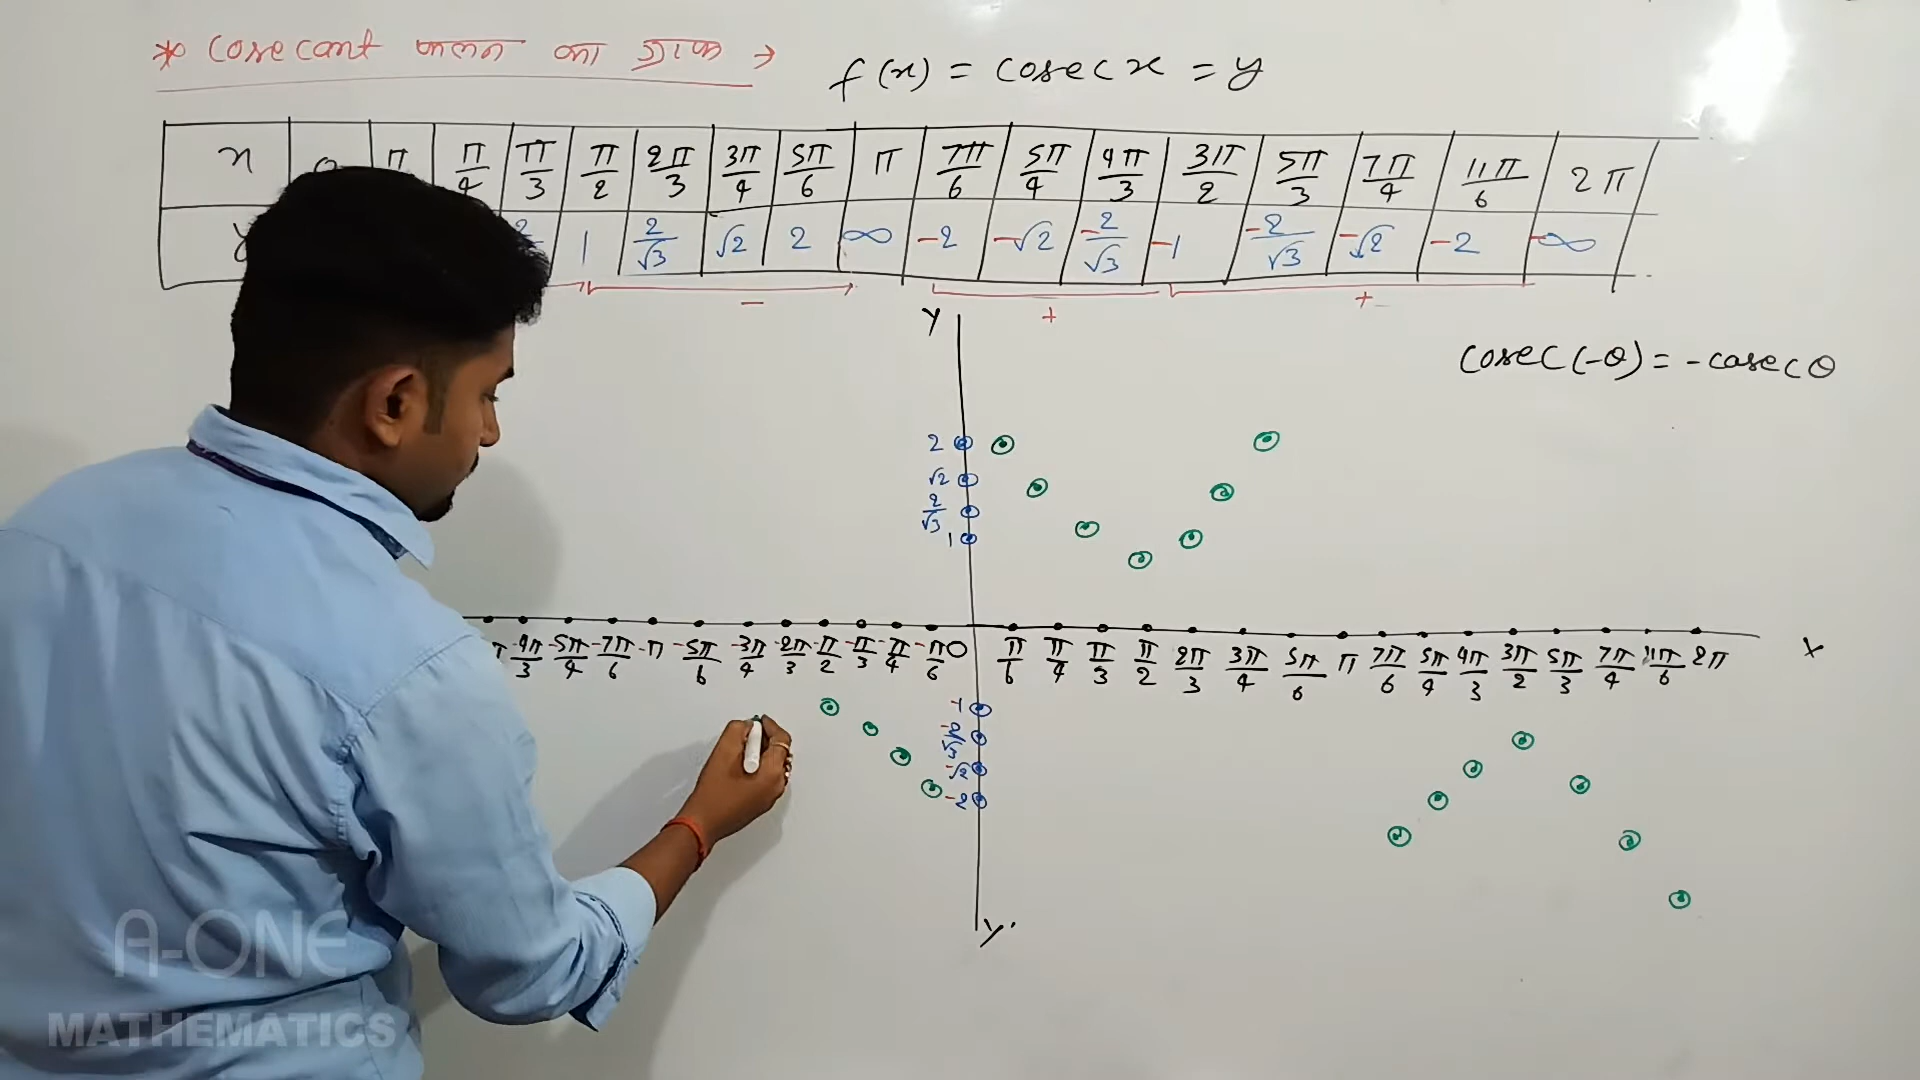 * Cosecant फलन का ग्राफ → f(x) = cosec x = y
x 0 π π/4 π/3 π/2 2π/3 3π/4 5π/6 π 7π/6 5π/4 4π/3 3π/2 5π/3 7π/4 11π/6 2π
y 2 1 2/√3 √2 2 ∞ -2 -√2 -2/√3 -1 -2/√3 -√2 -2 -∞
- + +
Y
cosec(-θ) = -cosecθ
2
√2
2/√3
1
π -4π/3 -5π/4 -7π/6 -π -5π/6 -3π/4 -2π/3 -π/2 -π/3 -π/4 -π/6 0 π/6 π/4 π/3 π/2 2π/3 3π/4 5π/6 π 7π/6 5π/4 4π/3 3π/2 5π/3 7π/4 11π/6 2π X
-1
-2/√3
-√2
-2
Y'
A-ONE
MATHEMATICS